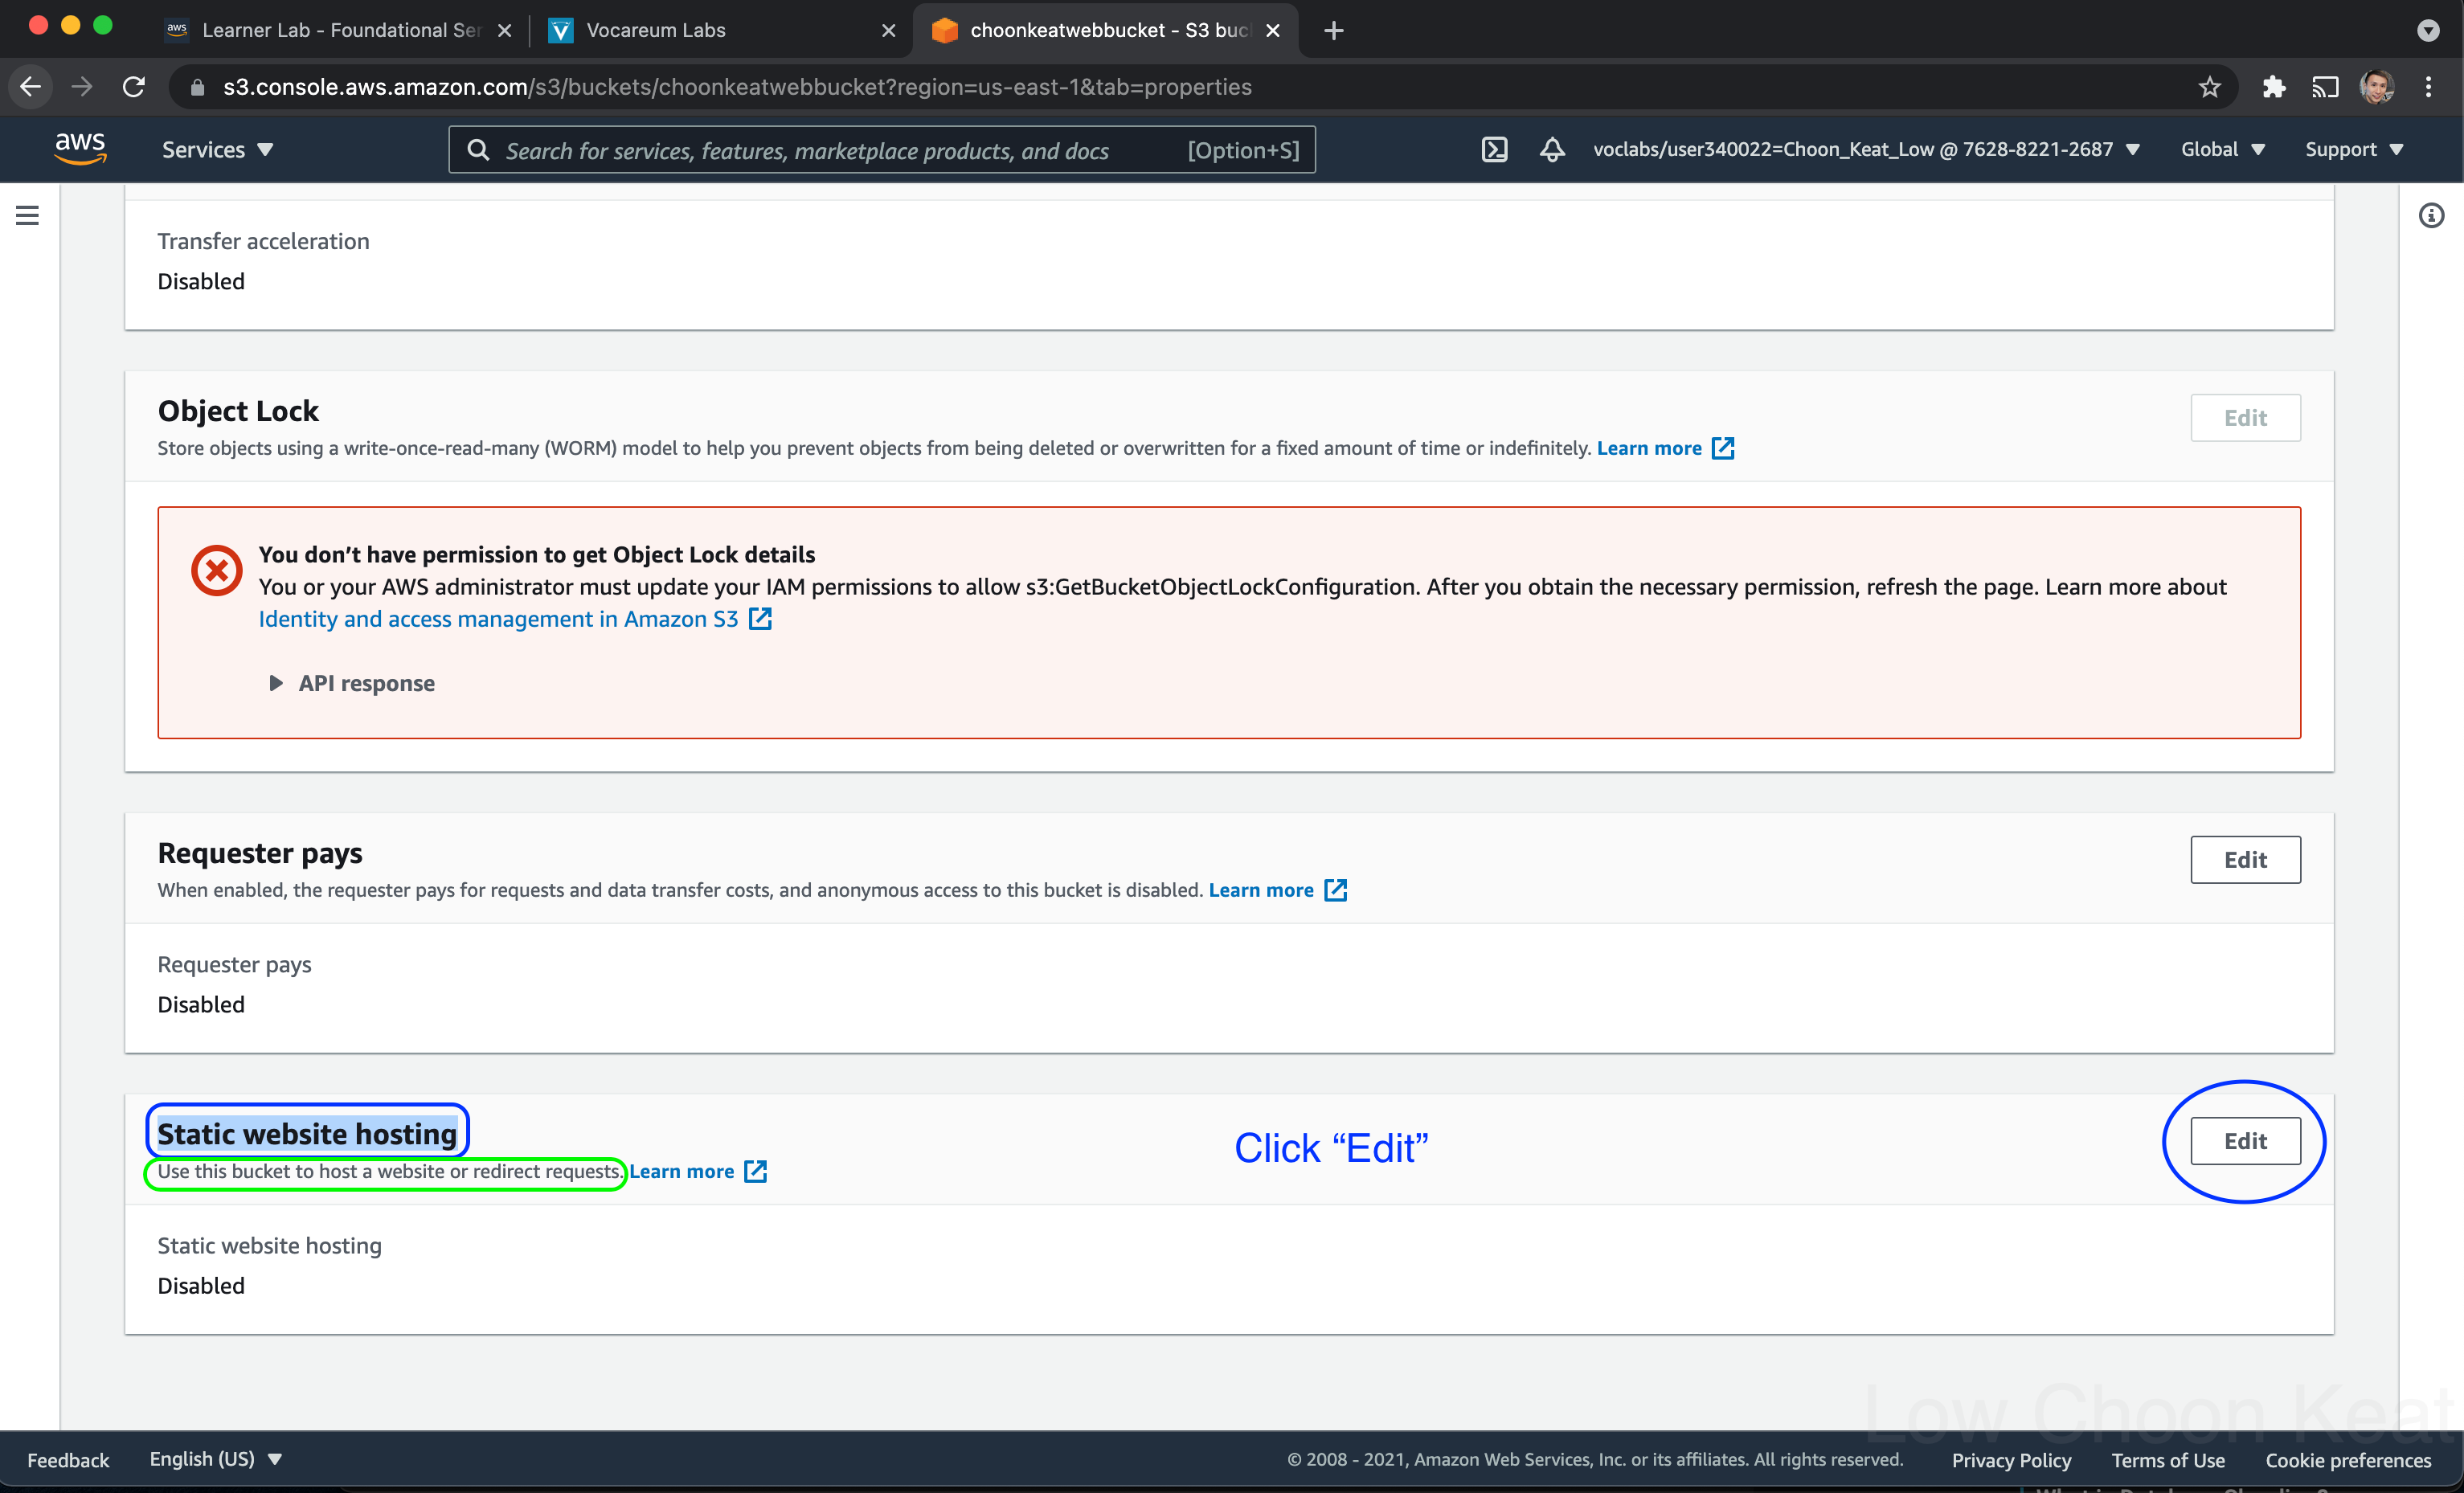 Learner Lab - Foundational Ser
Vocareum Labs
choonkeatwebbucket - S3 buc
s3.console.aws.amazon.com/s3/buckets/choonkeatwebbucket?region=us-east-1&tab=properties
aws
Services
Search for services, features, marketplace products, and docs
[Option+S]
voclabs/user340022=Choon_Keat_Low @ 7628-8221-2687
Global
Support
Transfer acceleration
Disabled
Object Lock
Edit
Store objects using a write-once-read-many (WORM) model to help you prevent objects from being deleted or overwritten for a fixed amount of time or indefinitely. Learn more
You don’t have permission to get Object Lock details
You or your AWS administrator must update your IAM permissions to allow s3:GetBucketObjectLockConfiguration. After you obtain the necessary permission, refresh the page. Learn more about
Identity and access management in Amazon S3
API response
Requester pays
Edit
When enabled, the requester pays for requests and data transfer costs, and anonymous access to this bucket is disabled. Learn more
Requester pays
Disabled
Static website hosting
Click “Edit”
Edit
Use this bucket to host a website or redirect requests. Learn more
Static website hosting
Disabled
Low Choon Keat
Feedback
English (US)
© 2008 - 2021, Amazon Web Services, Inc. or its affiliates. All rights reserved.
Privacy Policy
Terms of Use
Cookie preferences